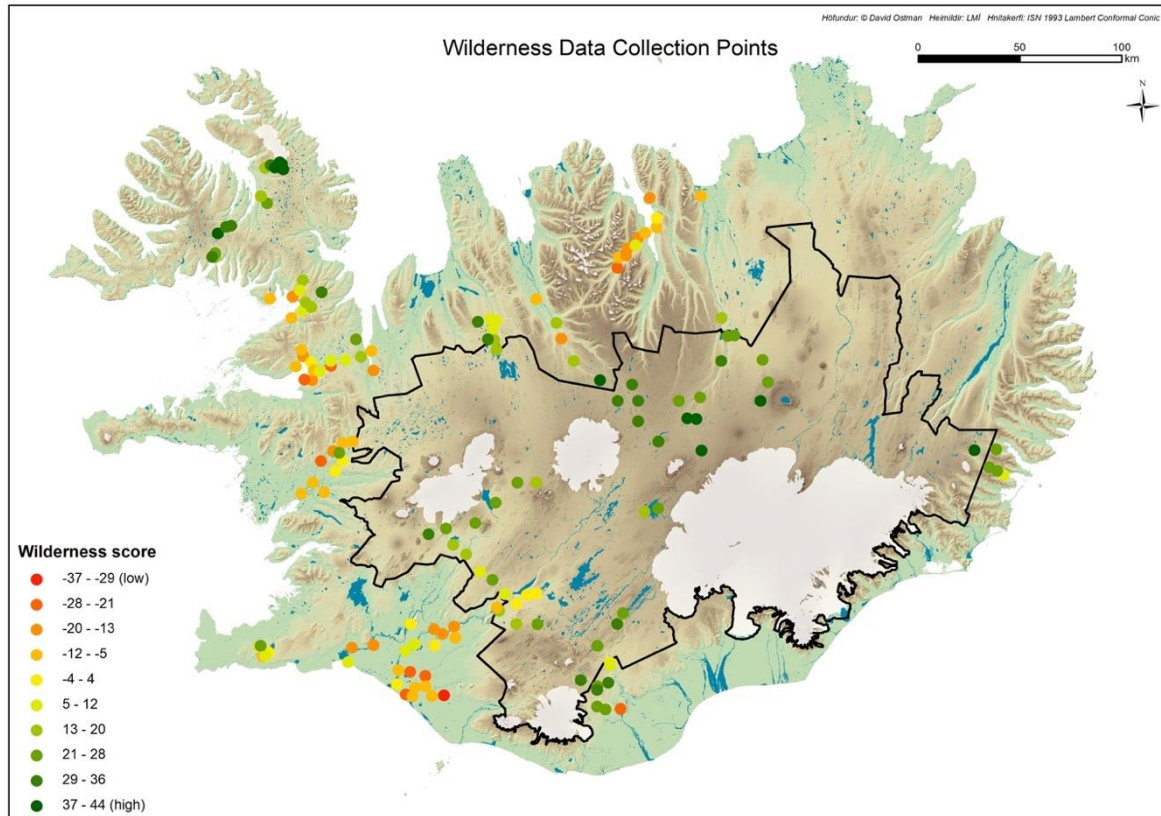 Höfundur: © David Ostman Heimildir: LMÍ Hnitakerfi: ISN 1993 Lambert Conformal Conic
Wilderness Data Collection Points
0 50 100
km
N
Wilderness score
-37 - -29 (low)
-28 - -21
-20 - -13
-12 - -5
-4 - 4
5 - 12
13 - 20
21 - 28
29 - 36
37 - 44 (high)